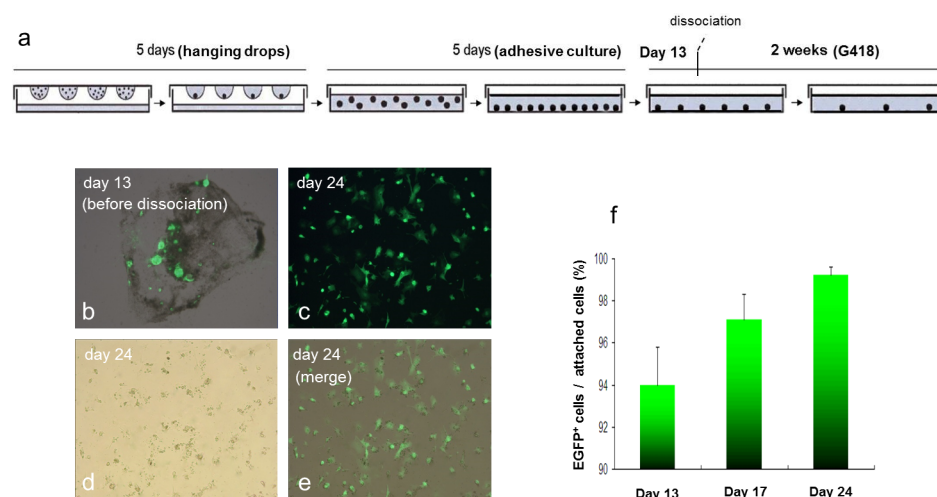 a
dissociation
5 days (hanging drops)
5 days (adhesive culture)
Day 13
2 weeks (G418)
day 13
(before dissociation)
b
day 24
c
day 24
d
day 24
(merge)
e
f
EGFP⁺ cells / attached cells (%)
100
98
96
94
92
90
Day 13
Day 17
Day 24